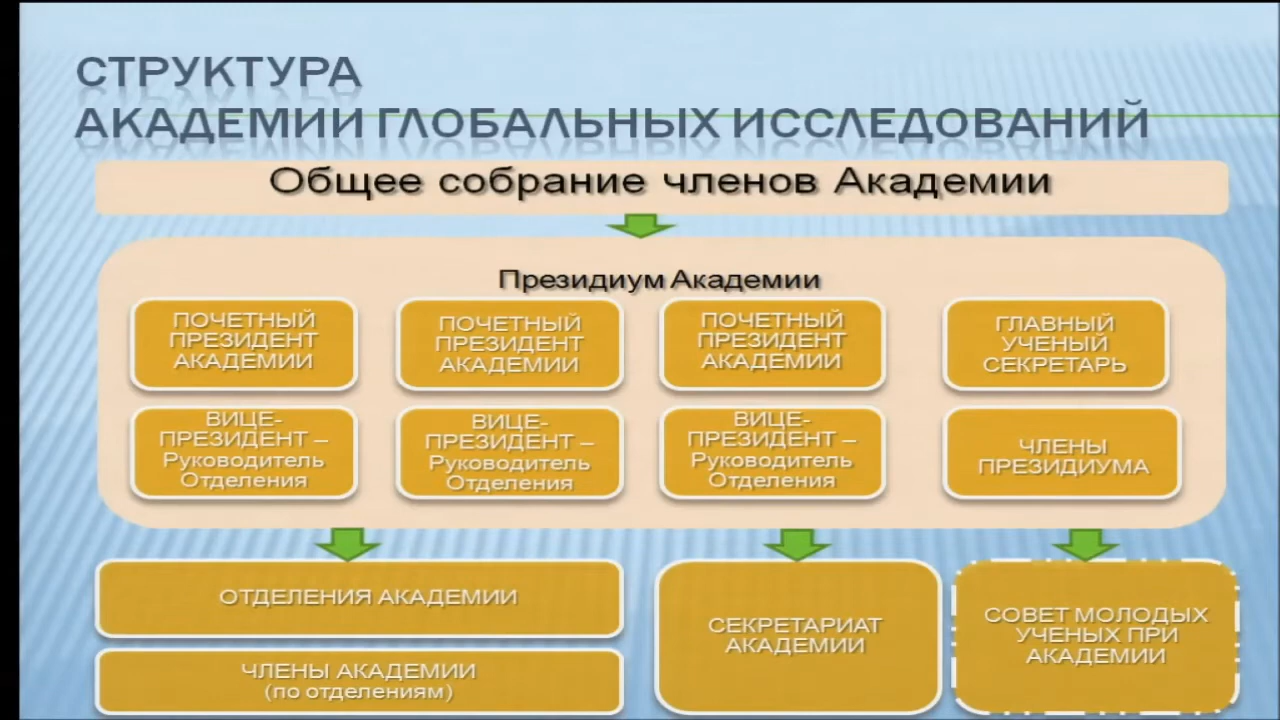 СТРУКТУРА
АКАДЕМИИ ГЛОБАЛЬНЫХ ИССЛЕДОВАНИЙ
Общее собрание членов Академии
Президиум Академии
ПОЧЕТНЫЙ
ПРЕЗИДЕНТ
АКАДЕМИИ
ПОЧЕТНЫЙ
ПРЕЗИДЕНТ
АКАДЕМИИ
ПОЧЕТНЫЙ
ПРЕЗИДЕНТ
АКАДЕМИИ
ГЛАВНЫЙ
УЧЕНЫЙ
СЕКРЕТАРЬ
ВИЦЕ-
ПРЕЗИДЕНТ –
Руководитель
Отделения
ВИЦЕ-
ПРЕЗИДЕНТ –
Руководитель
Отделения
ВИЦЕ-
ПРЕЗИДЕНТ –
Руководитель
Отделения
ЧЛЕНЫ
ПРЕЗИДИУМА
ОТДЕЛЕНИЯ АКАДЕМИИ
ЧЛЕНЫ АКАДЕМИИ
(по отделениям)
СЕКРЕТАРИАТ
АКАДЕМИИ
СОВЕТ МОЛОДЫХ
УЧЕНЫХ ПРИ
АКАДЕМИИ